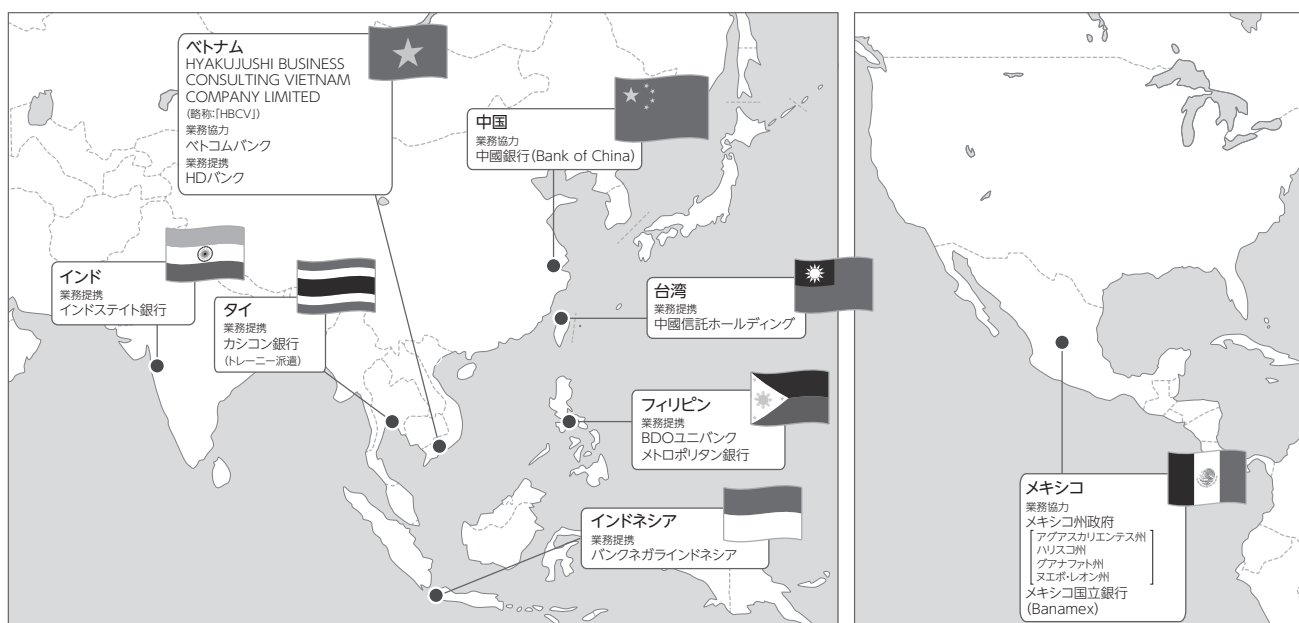 ベトナム
HYAKUJUSHI BUSINESS
CONSULTING VIETNAM
COMPANY LIMITED
(略称:「HBCV」)
業務協力
ベトコムバンク
業務提携
HDバンク
中国
業務協力
中國銀行(Bank of China)
インド
業務提携
インドステイト銀行
タイ
業務提携
カシコン銀行
(トレーニー派遣)
台湾
業務提携
中國信託ホールディング
フィリピン
業務提携
BDOユニバンク
メトロポリタン銀行
インドネシア
業務提携
バンクネガラインドネシア
メキシコ
業務協力
メキシコ州政府
アグアスカリエンテス州
ハリスコ州
グアナファト州
ヌエボ・レオン州
メキシコ国立銀行
(Banamex)